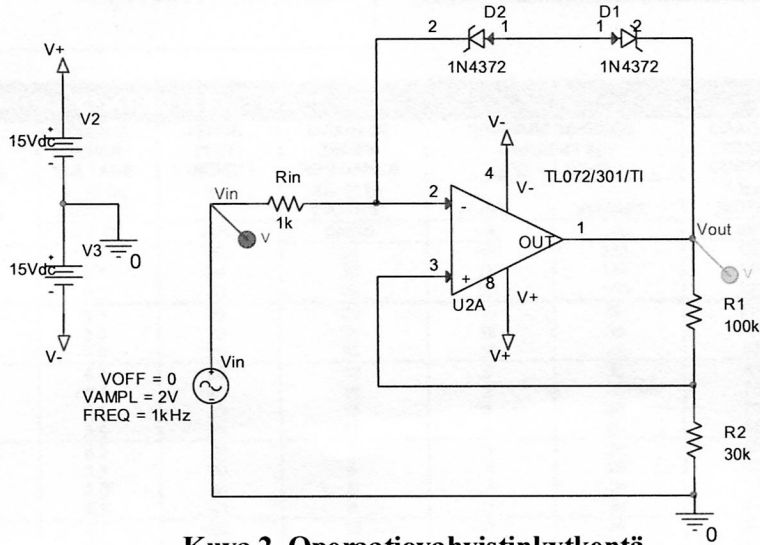 D2
D1
2
1
1
2
1N4372
1N4372
V+
V2
15Vdc
+
-
V-
4
V-
TL072/301/TI
Vin
Rin
1k
V
2
-
OUT
1
Vout
V
3
+
8
U2A
V+
V+
V3
0
15Vdc
+
-
V-
R1
100k
Vin
+
-
VOFF = 0
VAMPL = 2V
FREQ = 1kHz
R2
30k
0
Kuva 2. Operaatiovahvistinkytkentä